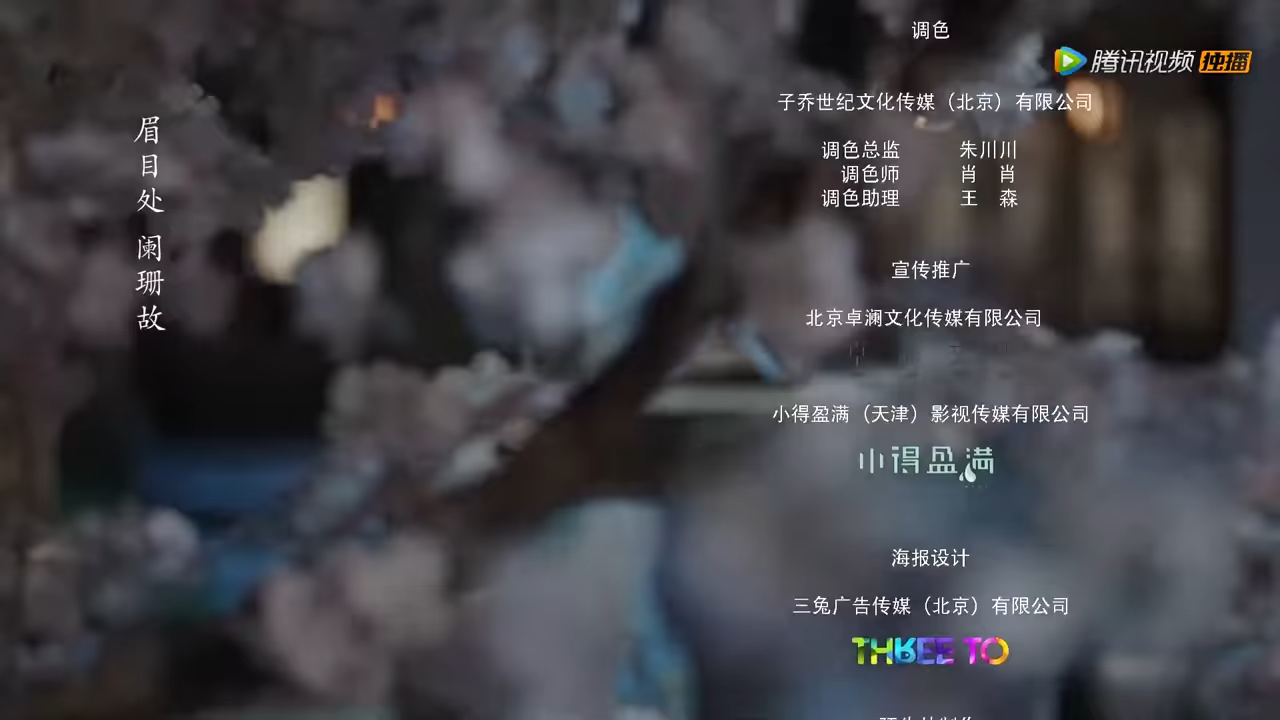 调色
腾讯视频 独播
子乔世纪文化传媒（北京）有限公司
调色总监 朱川川
调色师 肖 肖
调色助理 王 森
宣传推广
北京卓澜文化传媒有限公司
小得盈满（天津）影视传媒有限公司
小得盈满
海报设计
三兔广告传媒（北京）有限公司
THREE TO
眉目处 阑珊故